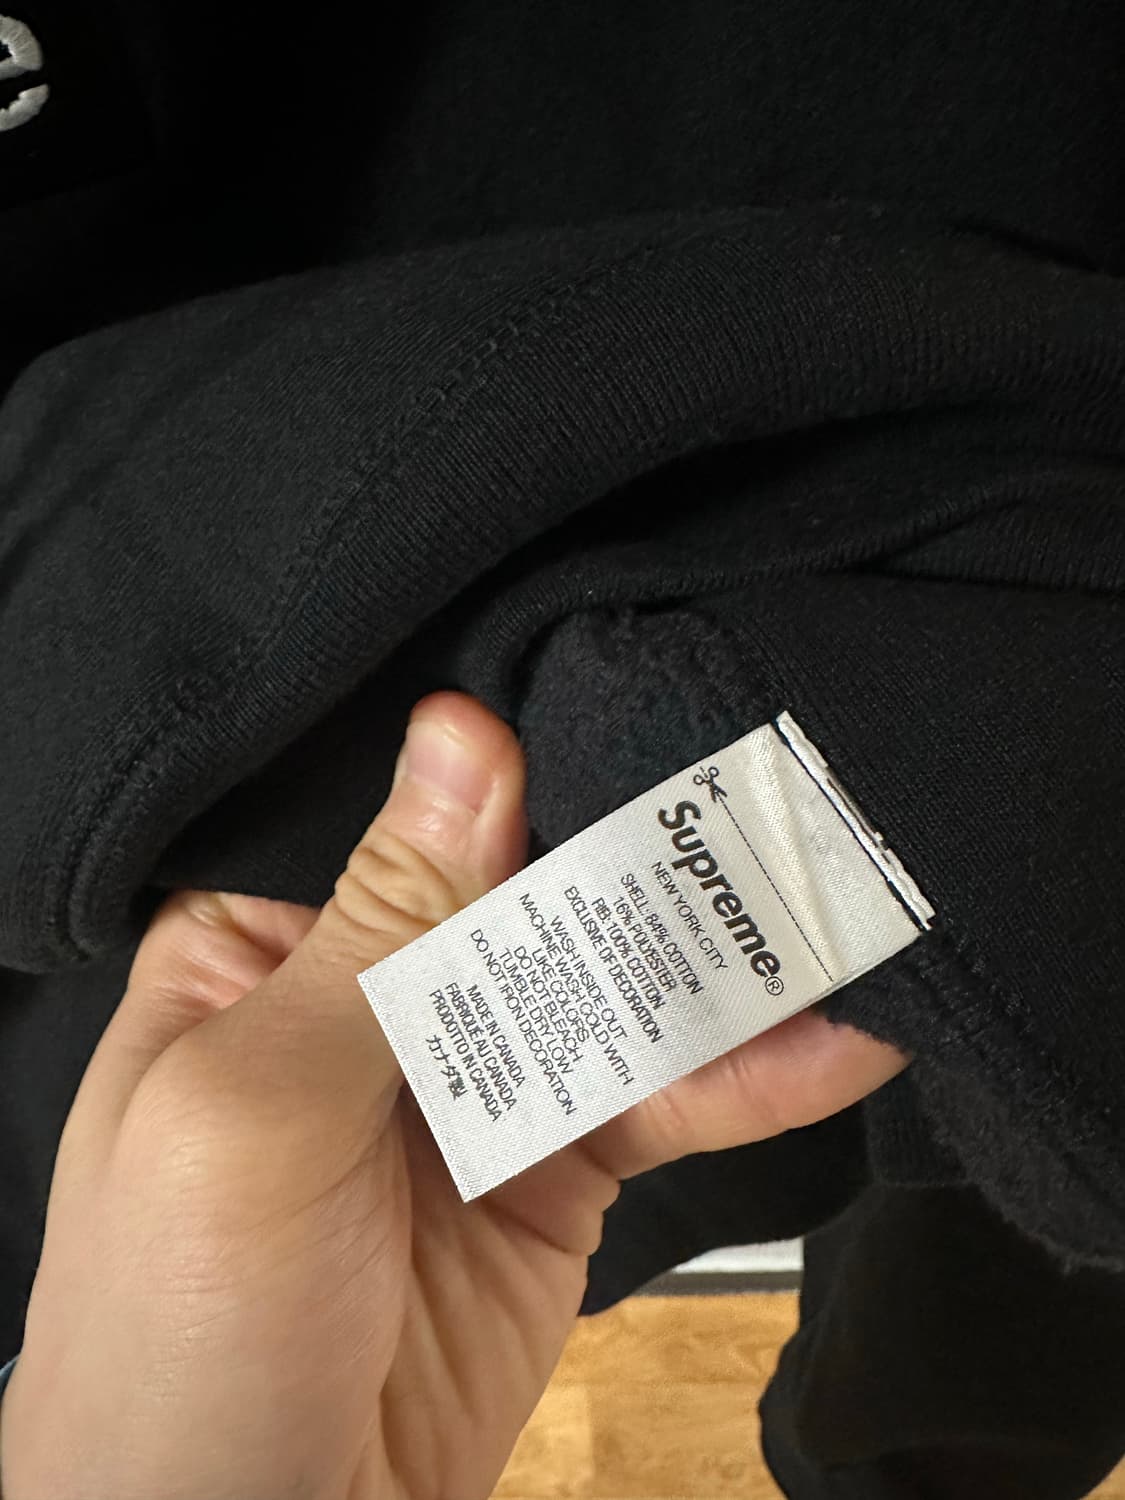 e
Supreme®
NEW YORK CITY
SHELL: 84% COTTON
16% POLYESTER
RIB: 100% COTTON
EXCLUSIVE OF DECORATION
WASH INSIDE OUT
MACHINE WASH COLD WITH
LIKE COLORS
DO NOT BLEACH
TUMBLE DRY LOW
DO NOT IRON DECORATION
MADE IN CANADA
FABRIQUÉ AU CANADA
PRODOTTO IN CANADA
カナダ製